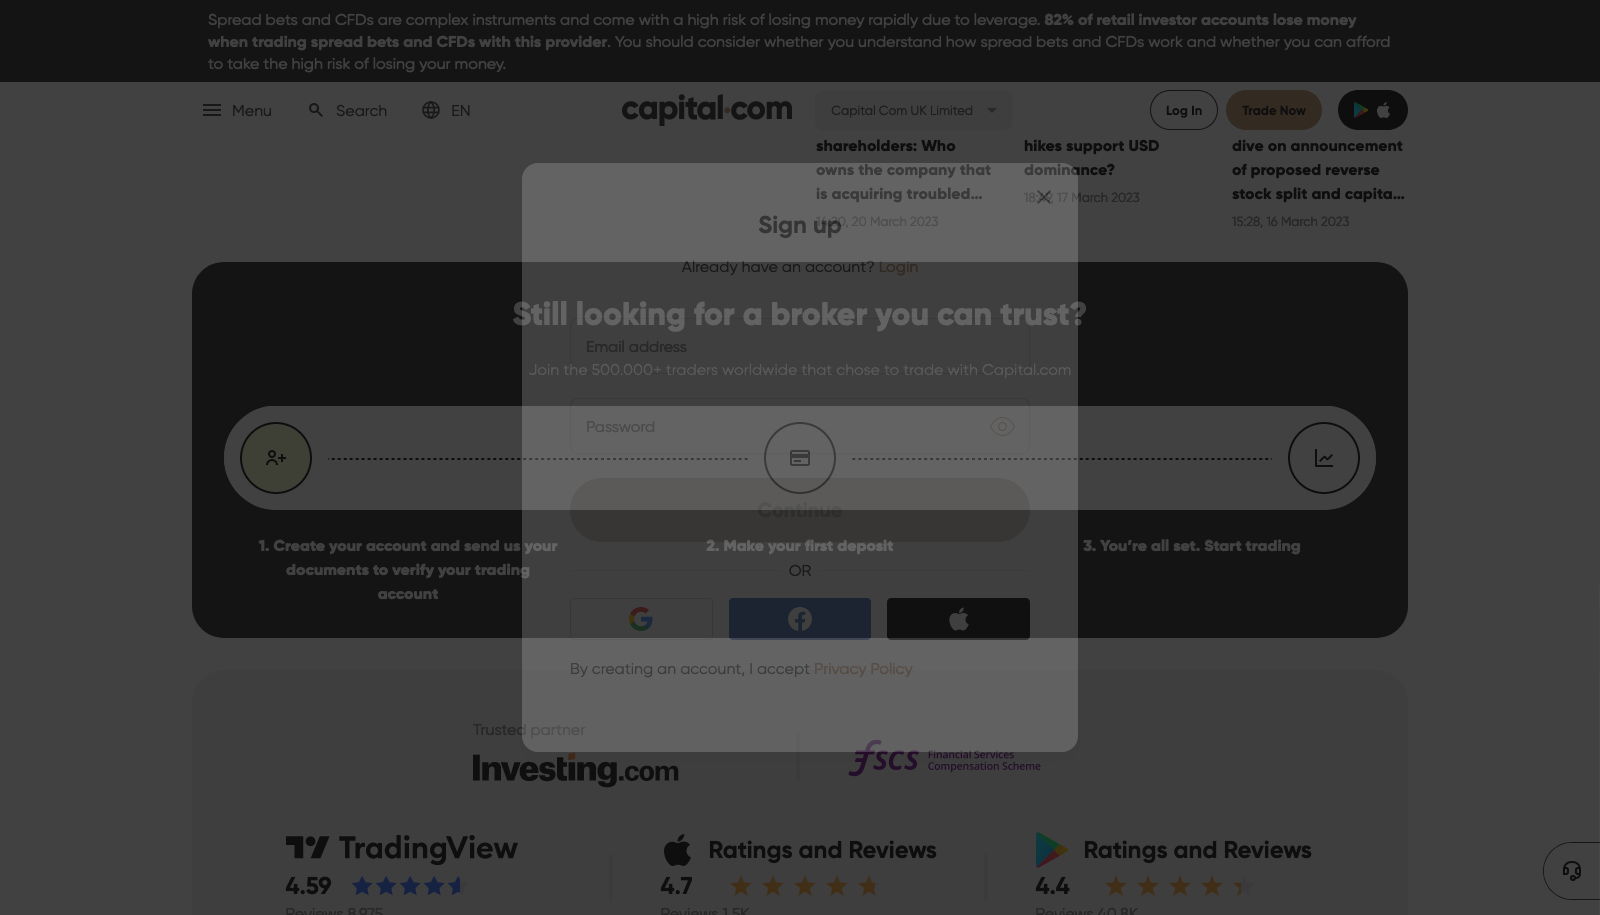 Spread bets and CFDs are complex instruments and come with a high risk of losing money rapidly due to leverage. 82% of retail investor accounts lose money
when trading spread bets and CFDs with this provider. You should consider whether you understand how spread bets and CFDs work and whether you can afford
to take the high risk of losing your money.
Menu
Search
EN
capital.com
Capital Com UK Limited
Log In
Trade Now
shareholders: Who
owns the company that
is acquiring troubled...
20 March 2023
hikes support USD
dominance?
17 March 2023
dive on announcement
of proposed reverse
stock split and capita...
15:28, 16 March 2023
Sign up
Already have an account? Login
Still looking for a broker you can trust?
Email address
Join the 500.000+ traders worldwide that chose to trade with Capital.com
Password
Continue
1. Create your account and send us your
documents to verify your trading
account
2. Make your first deposit
3. You’re all set. Start trading
OR
By creating an account, I accept Privacy Policy
Trusted partner
Investing.com
fscs Financial Services
Compensation Scheme
TradingView
4.59
Reviews 8,975
Ratings and Reviews
4.7
Reviews 1.5K
Ratings and Reviews
4.4
Reviews 40.8K